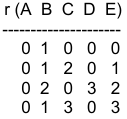 r (A B C D E)
--------------------
0 1 0 0 0
0 1 2 0 1
0 2 0 3 2
0 1 3 0 3